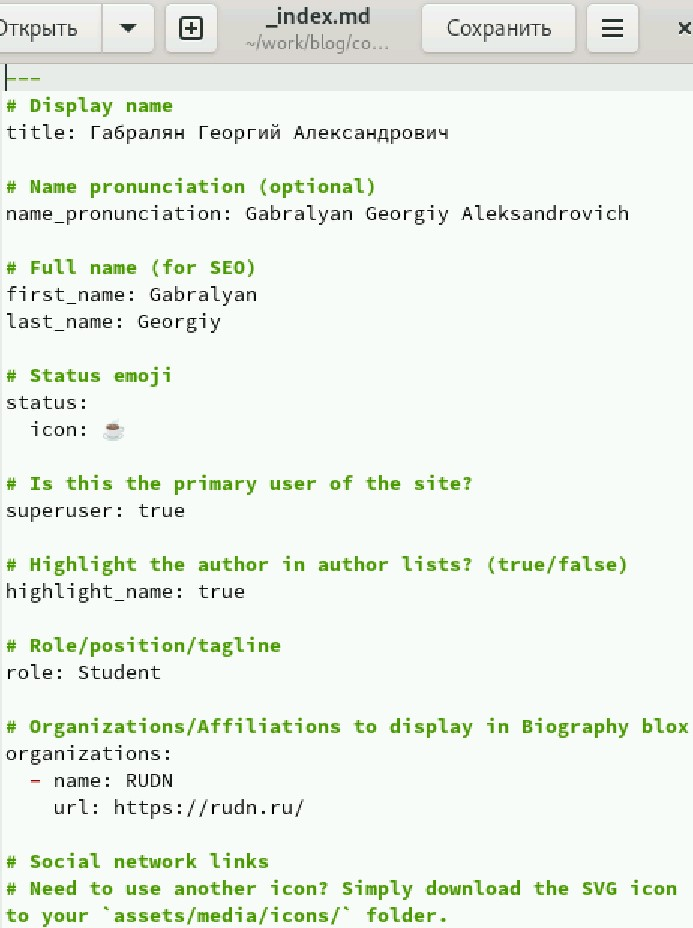 Открыть
_index.md
~/work/blog/co...
Сохранить
---
# Display name
title: Габралян Георгий Александрович
# Name pronunciation (optional)
name_pronunciation: Gabralyan Georgiy Aleksandrovich
# Full name (for SEO)
first_name: Gabralyan
last_name: Georgiy
# Status emoji
status:
  icon: ☕
# Is this the primary user of the site?
superuser: true
# Highlight the author in author lists? (true/false)
highlight_name: true
# Role/position/tagline
role: Student
# Organizations/Affiliations to display in Biography blox
organizations:
  - name: RUDN
    url: https://rudn.ru/
# Social network links
# Need to use another icon? Simply download the SVG icon
to your `assets/media/icons/` folder.